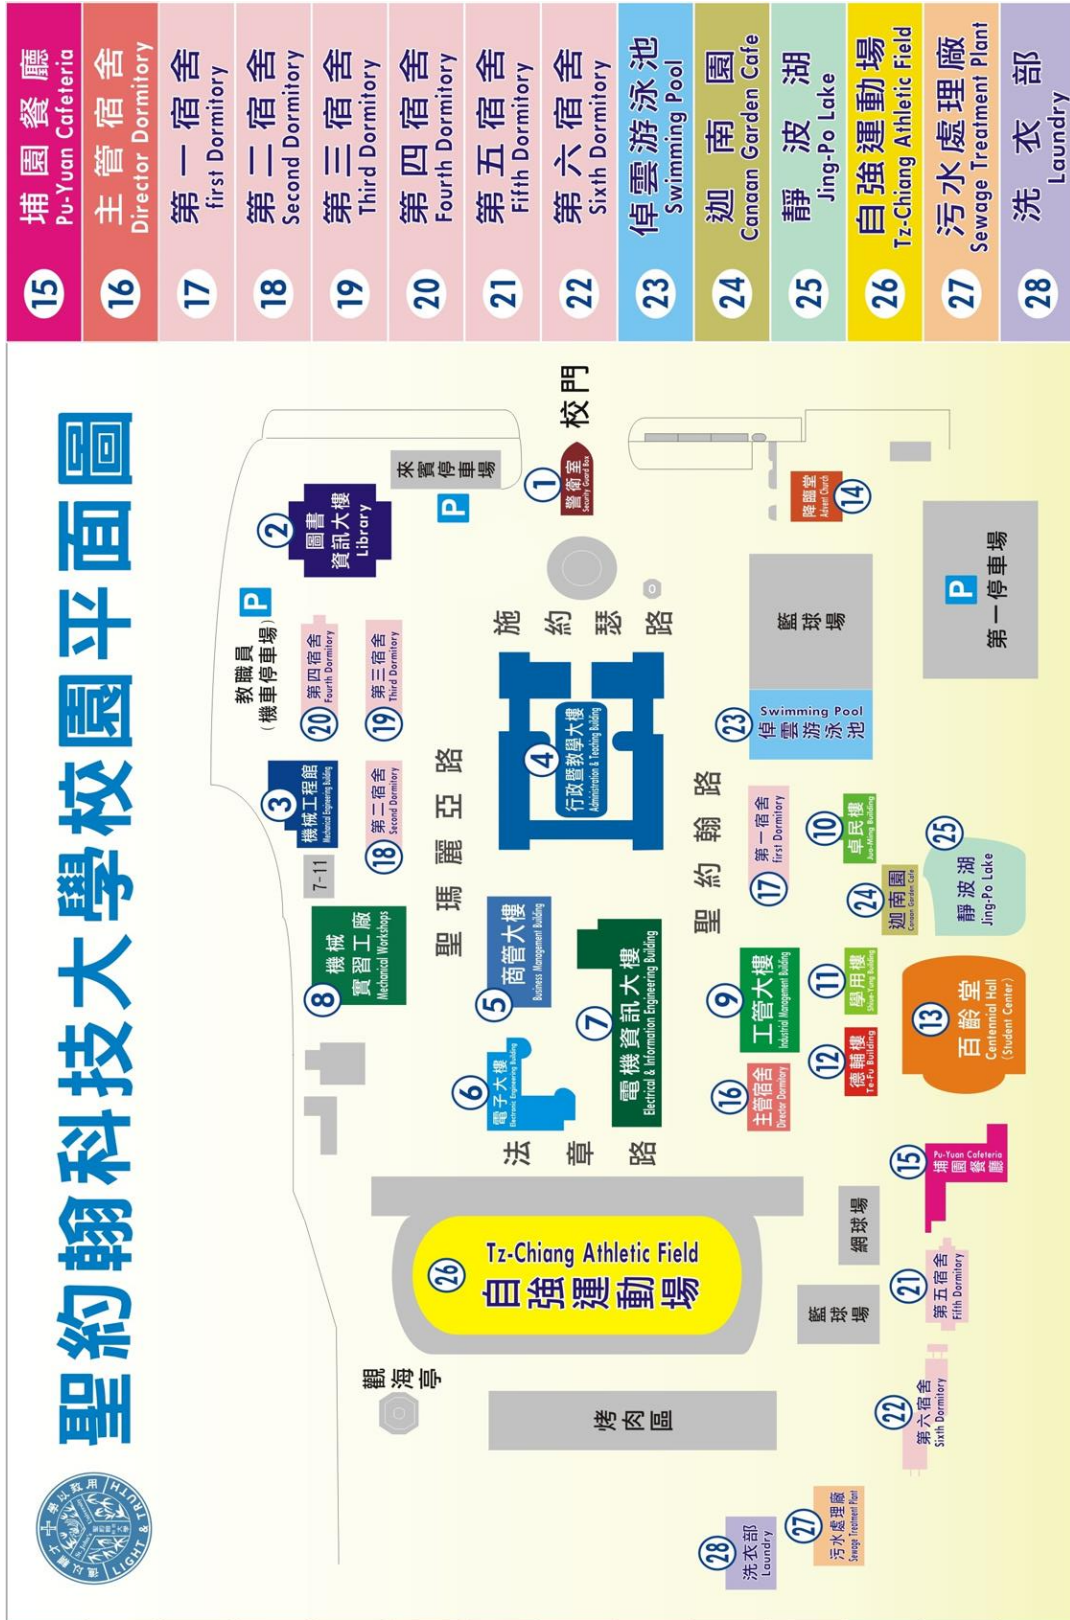 聖約翰科技大學校園平面圖
LIGHT & TRUTH
15 埔園餐廳
Pu-Yuan Cafeteria
16 主管宿舍
Director Dormitory
17 第一宿舍
first Dormitory
18 第二宿舍
Second Dormitory
19 第三宿舍
Third Dormitory
20 第四宿舍
Fourth Dormitory
21 第五宿舍
Fifth Dormitory
22 第六宿舍
Sixth Dormitory
23 倬雲游泳池
Swimming Pool
24 迦南園
Canaan Garden Cafe
25 靜波湖
Jing-Po Lake
26 自強運動場
Tz-Chiang Athletic Field
27 污水處理廠
Sewage Treatment Plant
28 洗衣部
Laundry
教職員
(機車停車場)
P
2
圖書
資訊大樓
Library
來賓停車場
P
1
警衛室
Security Guard Box
校門
3
機械工程館
Mechanical Engineering Building
20
第四宿舍
Fourth Dormitory
19
第三宿舍
Third Dormitory
18
第二宿舍
Second Dormitory
7-11
8
機械
實習工廠
Mechanical Workshops
聖瑪麗亞路
施約瑟路
4
行政暨教學大樓
Administration & Teaching Building
5
商管大樓
Business Management Building
6
電子大樓
Electronic Engineering Building
7
電機資訊大樓
Electrical & Information Engineering Building
法章路
聖約翰路
觀海亭
26
Tz-Chiang Athletic Field
自強運動場
烤肉區
16
主管宿舍
Director Dormitory
9
工管大樓
Industrial Management Building
17
第一宿舍
First Dormitory
23
Swimming Pool
倬雲游泳池
籃球場
14
降臨堂
Advent Church
12
德輔樓
Te-Fu Building
11
學用樓
Shiue-Yung Building
10
卓民樓
Juo-Ming Building
24
迦南園
Canaan Garden Cafe
25
靜波湖
Jing-Po Lake
13
百齡堂
Centennial Hall
(Student Center)
P
第一停車場
15
Pu-Yuan Cafeteria
埔園餐廳
網球場
籃球場
21
第五宿舍
Fifth Dormitory
22
第六宿舍
Sixth Dormitory
28
洗衣部
Laundry
27
污水處理廠
Sewage Treatment Plant